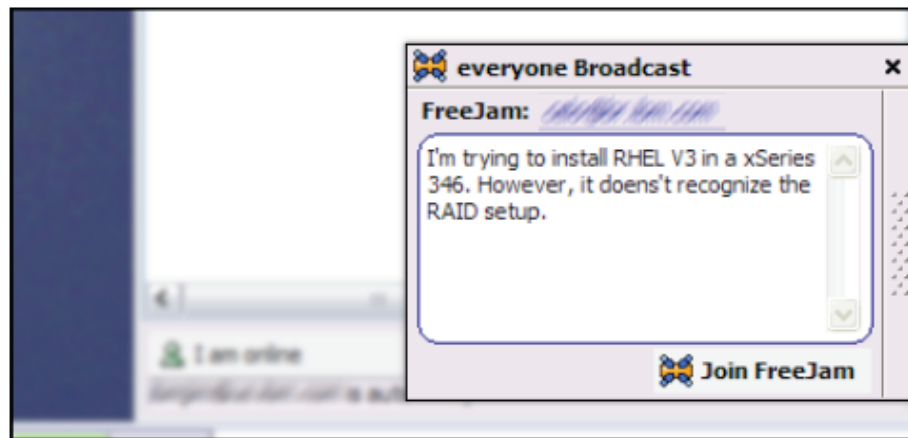 everyone Broadcast
FreeJam:
I'm trying to install RHEL V3 in a xSeries
346. However, it doens't recognize the
RAID setup.
I am online
Join FreeJam